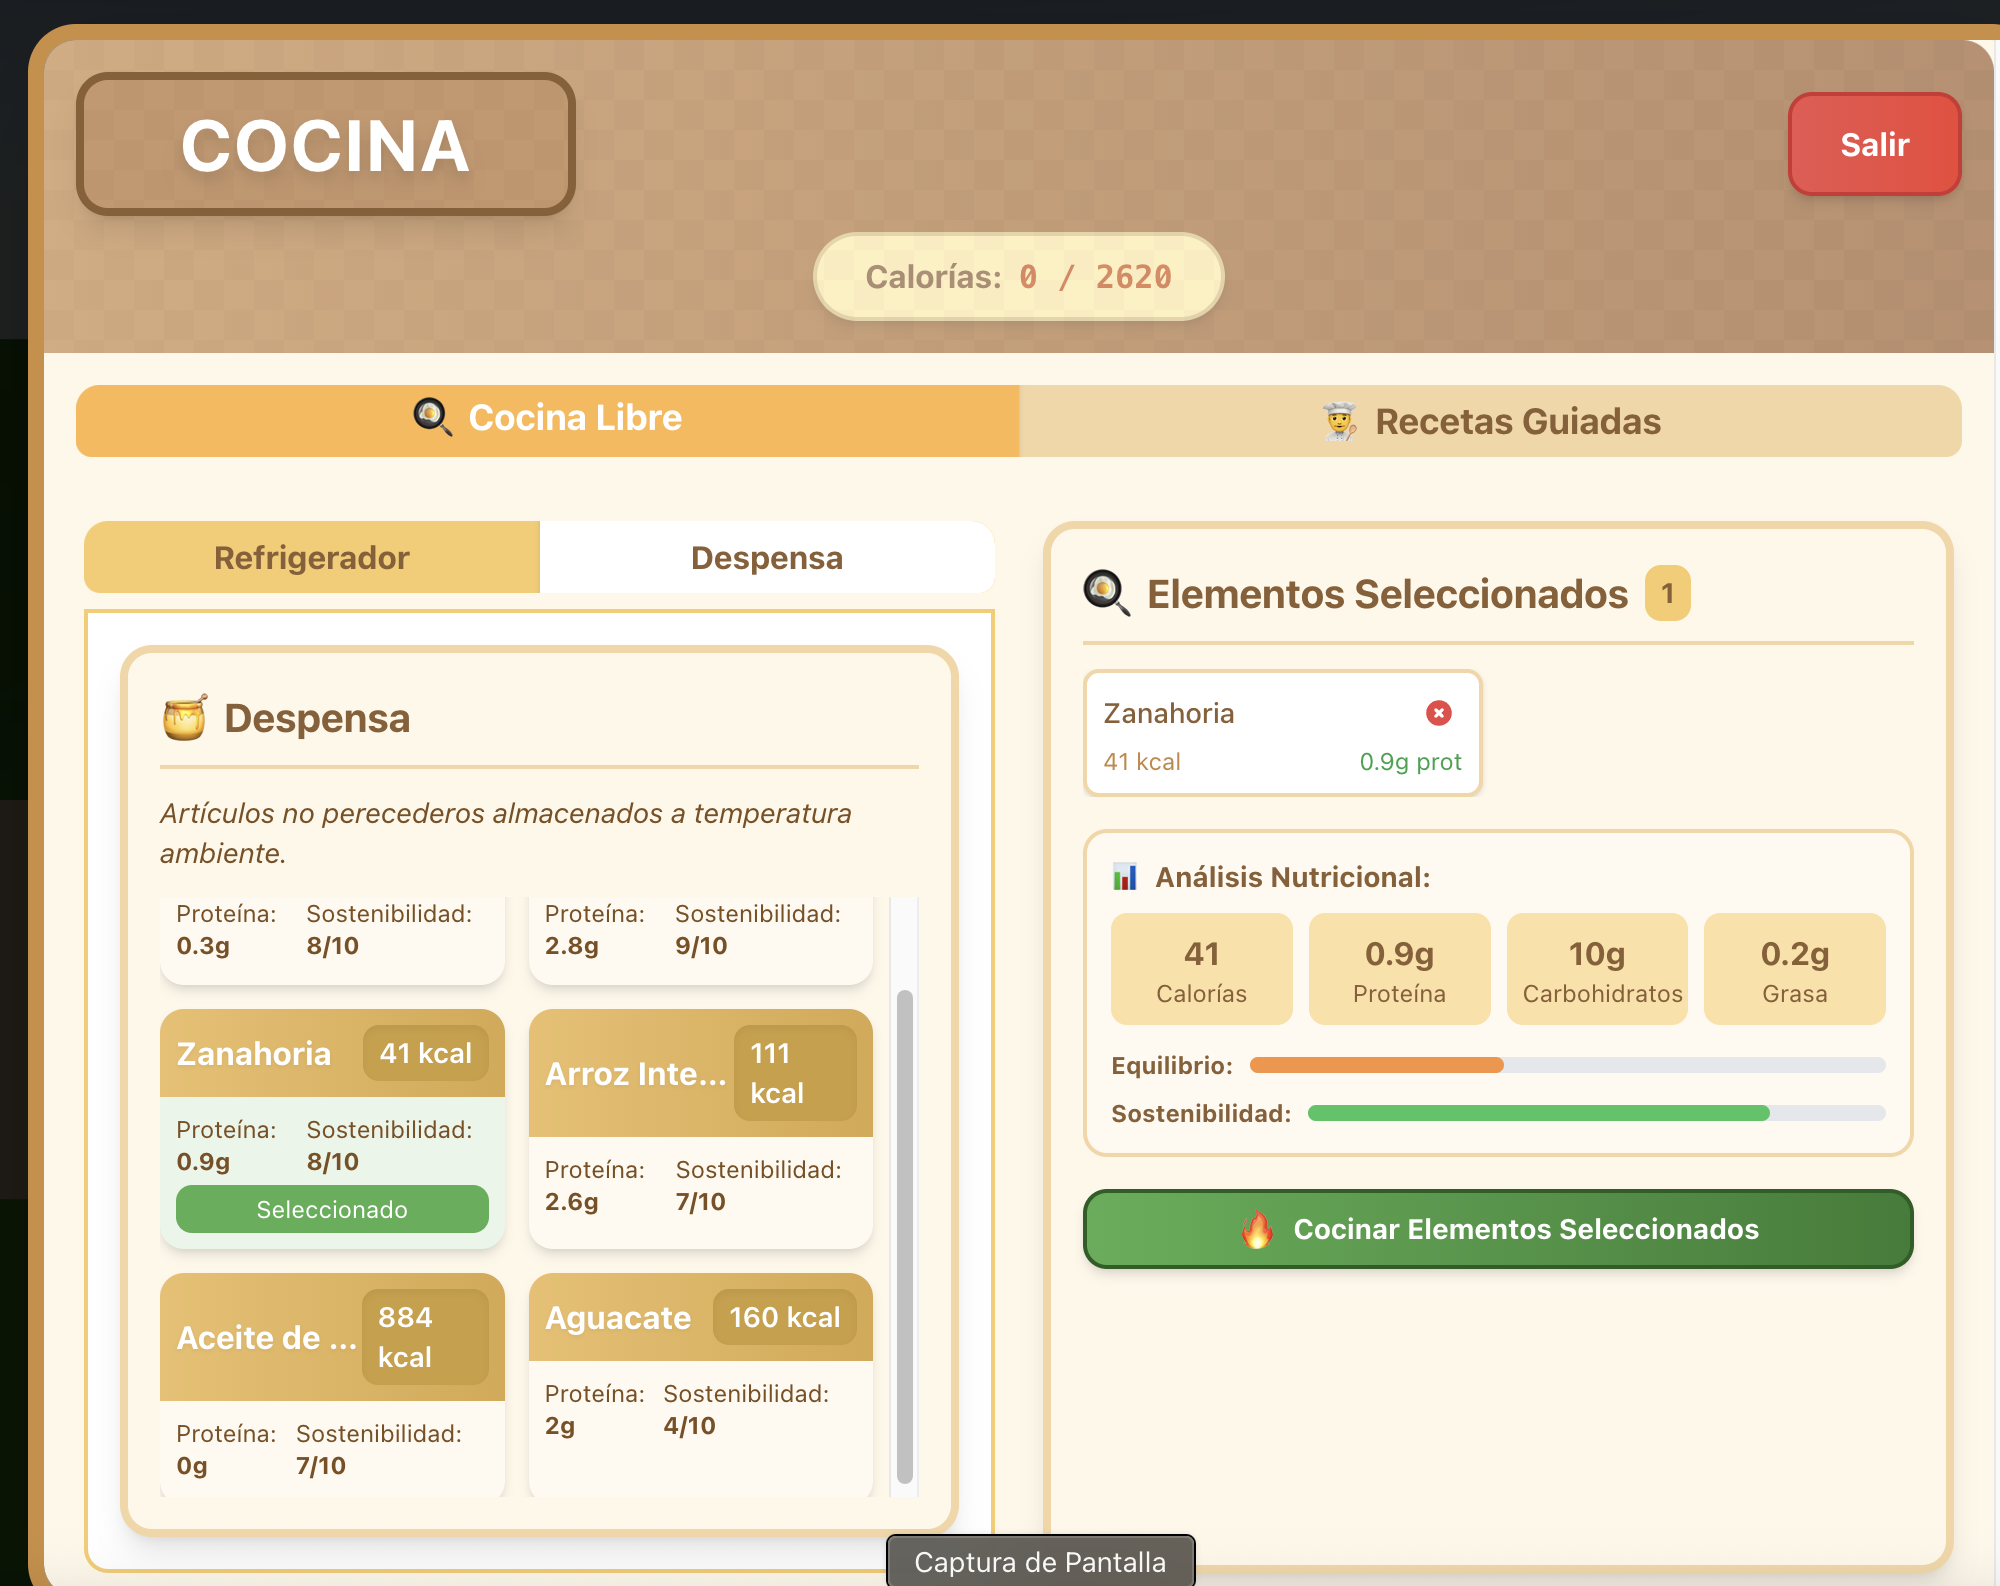 COCINA
Salir
Calorías: 0 / 2620
Cocina Libre
Recetas Guiadas
Refrigerador
Despensa
Despensa
Artículos no perecederos almacenados a temperatura
ambiente.
Proteína: Sostenibilidad:
0.3g 8/10
Proteína: Sostenibilidad:
2.8g 9/10
Zanahoria 41 kcal
Proteína: Sostenibilidad:
0.9g 8/10
Seleccionado
Arroz Inte... 111
kcal
Proteína: Sostenibilidad:
2.6g 7/10
Aceite de ... 884
kcal
Proteína: Sostenibilidad:
0g 7/10
Aguacate 160 kcal
Proteína: Sostenibilidad:
2g 4/10
Elementos Seleccionados 1
Zanahoria
41 kcal 0.9g prot
Análisis Nutricional:
41
Calorías
0.9g
Proteína
10g
Carbohidratos
0.2g
Grasa
Equilibrio:
Sostenibilidad:
Cocinar Elementos Seleccionados
Captura de Pantalla